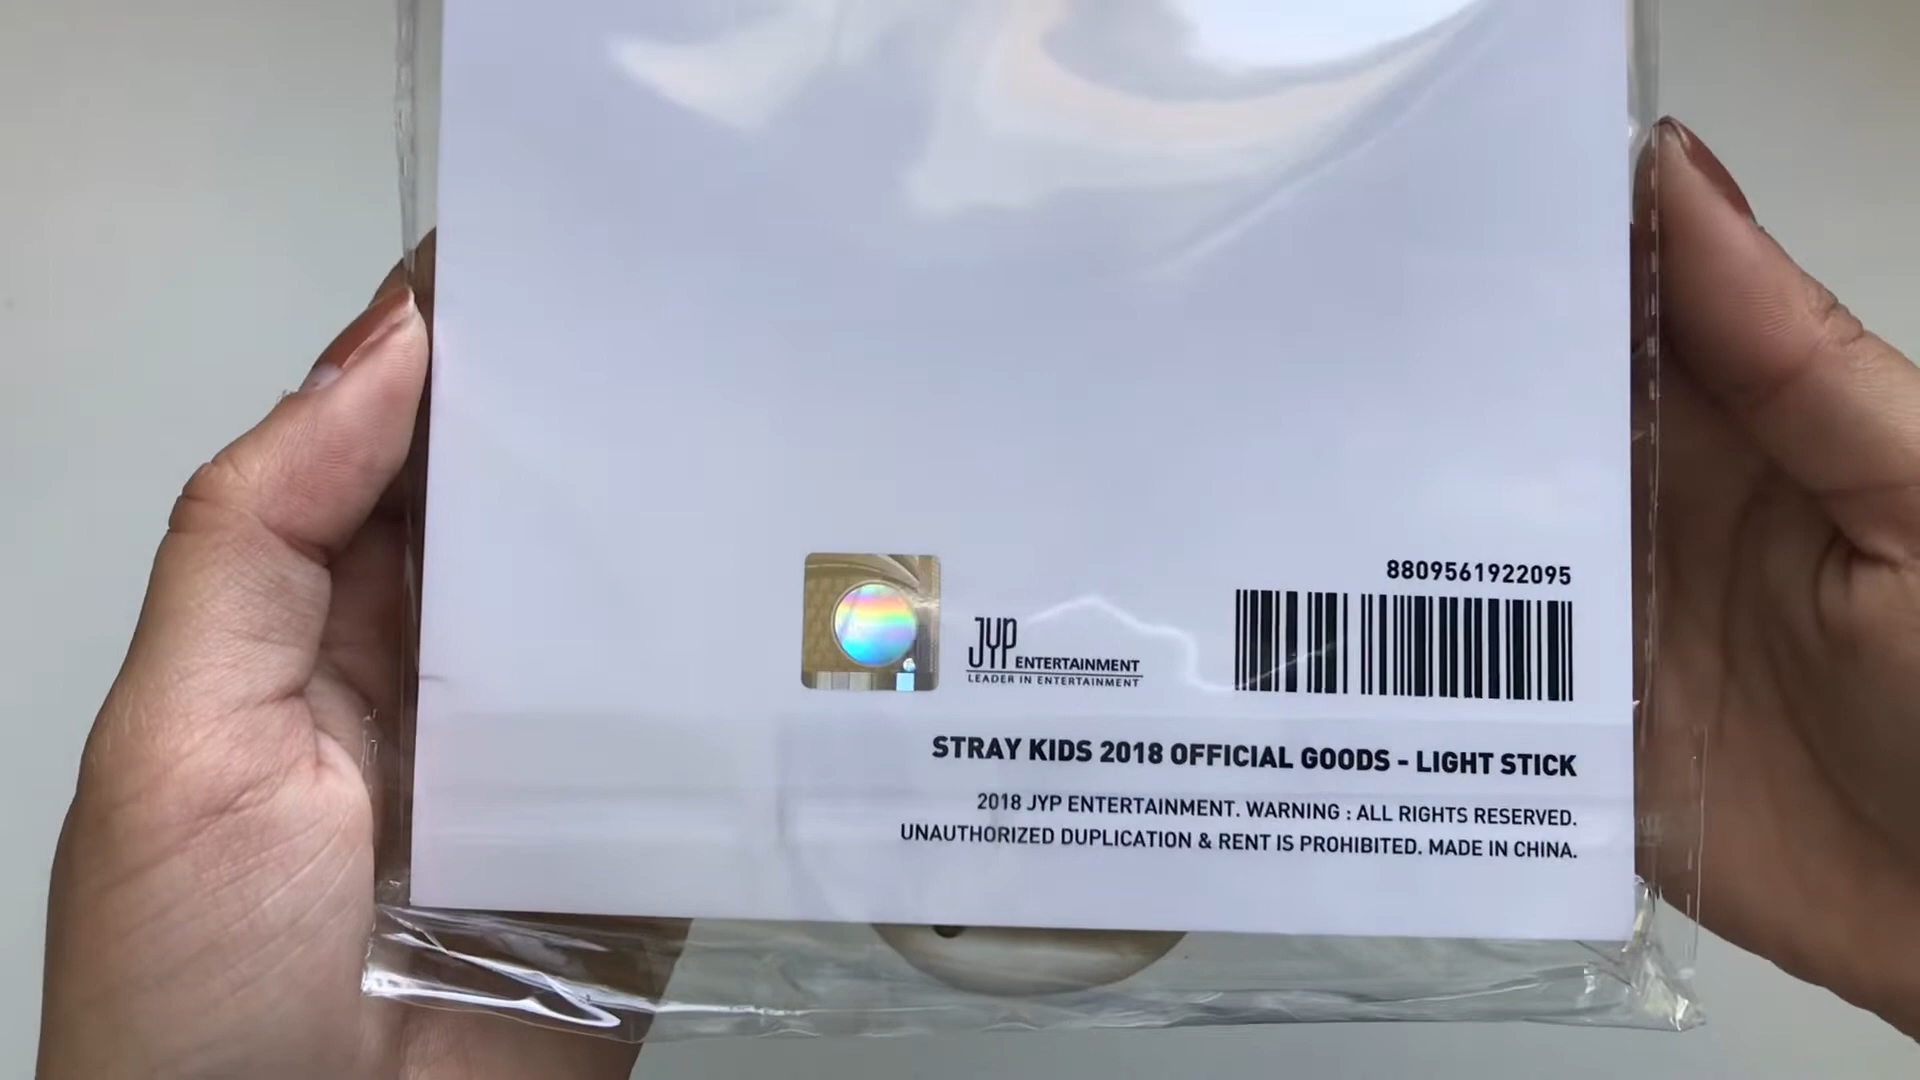 8809561922095
JYP ENTERTAINMENT
LEADER IN ENTERTAINMENT
STRAY KIDS 2018 OFFICIAL GOODS - LIGHT STICK
2018 JYP ENTERTAINMENT. WARNING : ALL RIGHTS RESERVED.
UNAUTHORIZED DUPLICATION & RENT IS PROHIBITED. MADE IN CHINA.